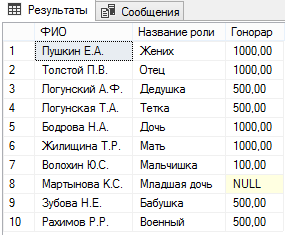 Результаты Сообщения
ФИО Название роли Гонорар
1 Пушкин Е.А. Жених 1000,00
2 Толстой П.В. Отец 1000,00
3 Логунский А.Ф. Дедушка 500,00
4 Логунская Т.А. Тетка 500,00
5 Бодрова Н.А. Дочь 1000,00
6 Жилищина Т.Р. Мать 1000,00
7 Волохин Ю.С. Мальчишка 100,00
8 Мартынова К.С. Младшая дочь NULL
9 Зубова Н.Е. Бабушка 500,00
10 Рахимов Р.Р. Военный 500,00